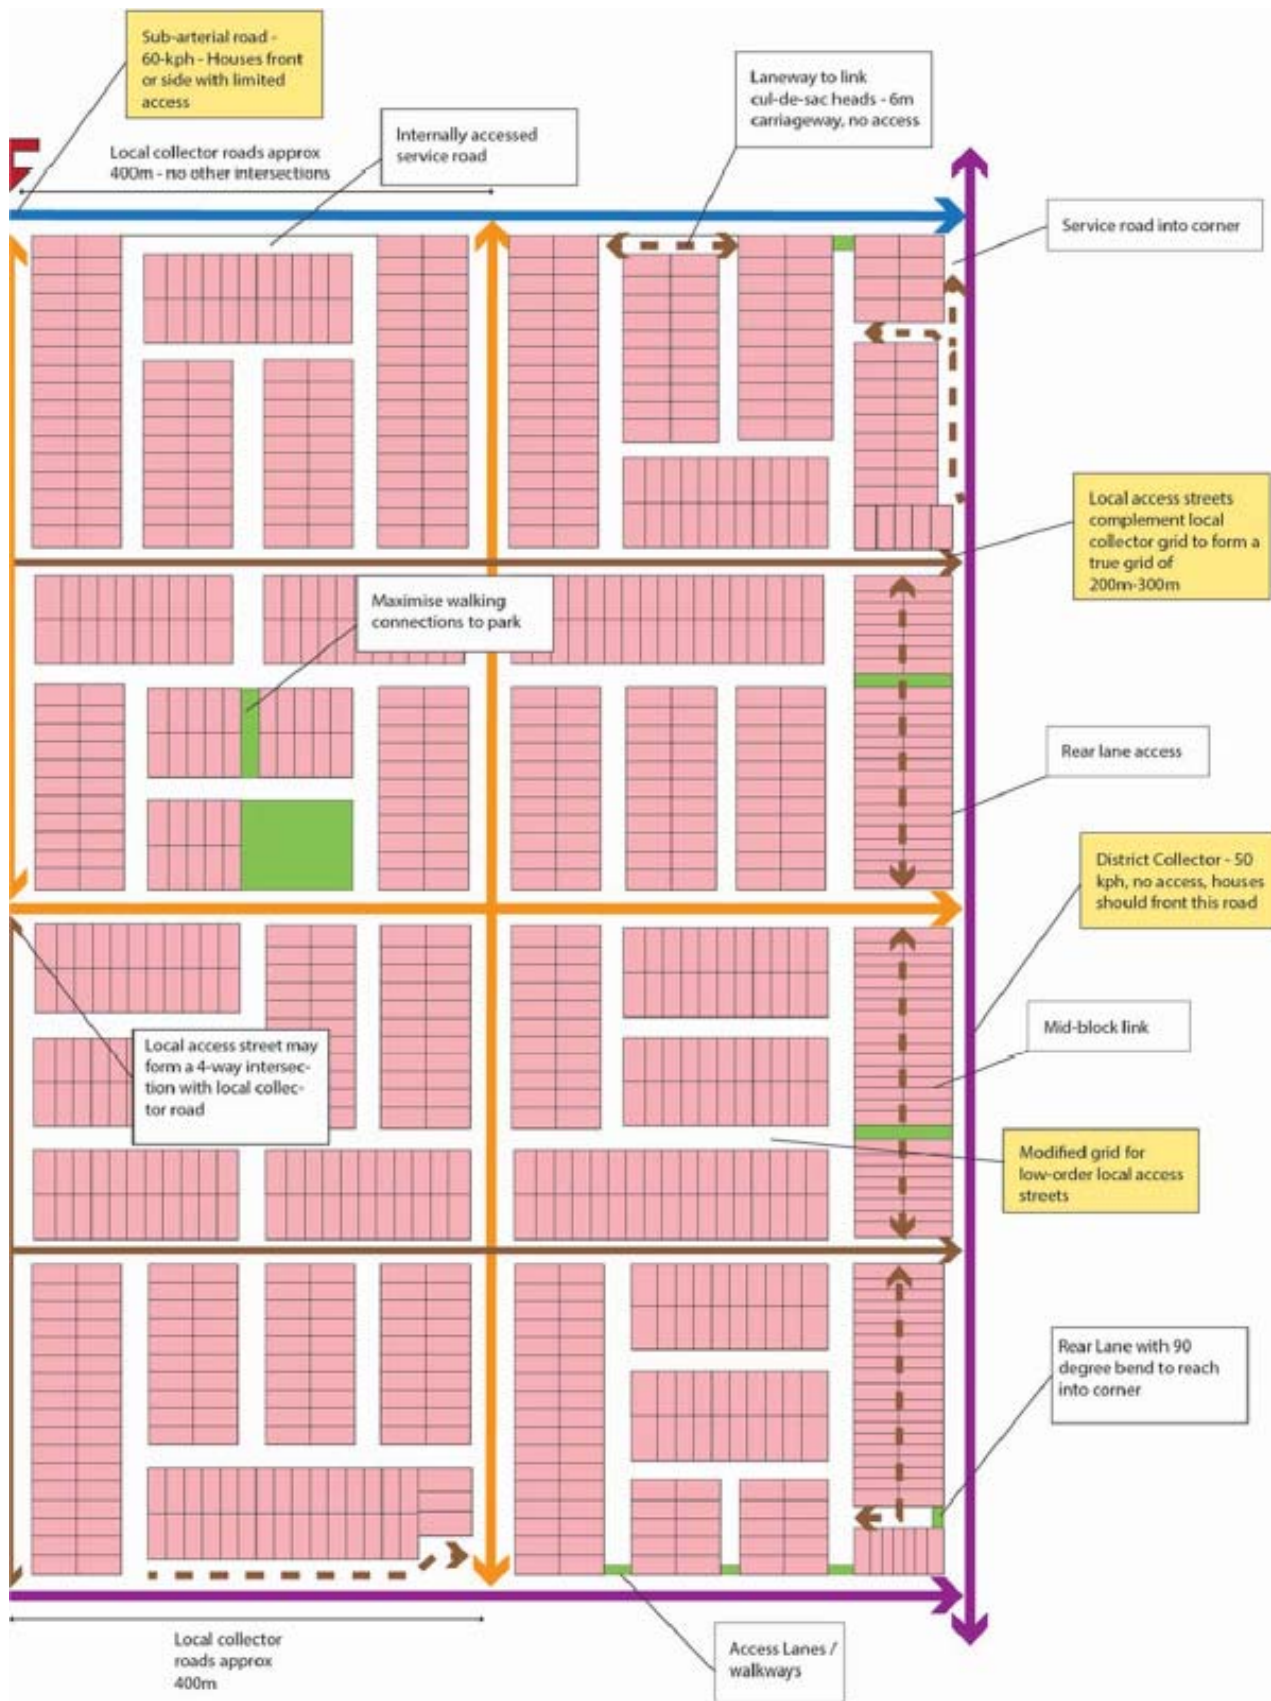 Sub-arterial road -
60-kph - Houses front
or side with limited
access
Laneway to link
cul-de-sac heads - 6m
carriageway, no access
Internally accessed
service road
Local collector roads approx
400m - no other intersections
Service road into corner
Local access streets
complement local
collector grid to form a
true grid of
200m-300m
Maximise walking
connections to park
Rear lane access
District Collector - 50
kph, no access, houses
should front this road
Mid-block link
Local access street may
form a 4-way intersec-
tion with local collec-
tor road
Modified grid for
low-order local access
streets
Rear Lane with 90
degree bend to reach
into corner
Local collector
roads approx
400m
Access Lanes /
walkways